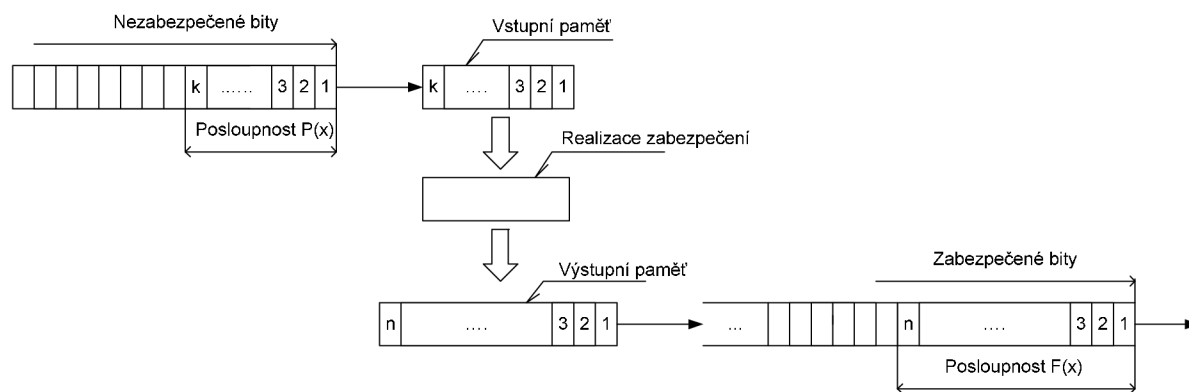 Nezabezpečené bity
Vstupní paměť
k ...... 3 2 1
k .... 3 2 1
Posloupnost P(x)
Realizace zabezpečení
Výstupní paměť
Zabezpečené bity
n .... 3 2 1
... n .... 3 2 1
Posloupnost F(x)